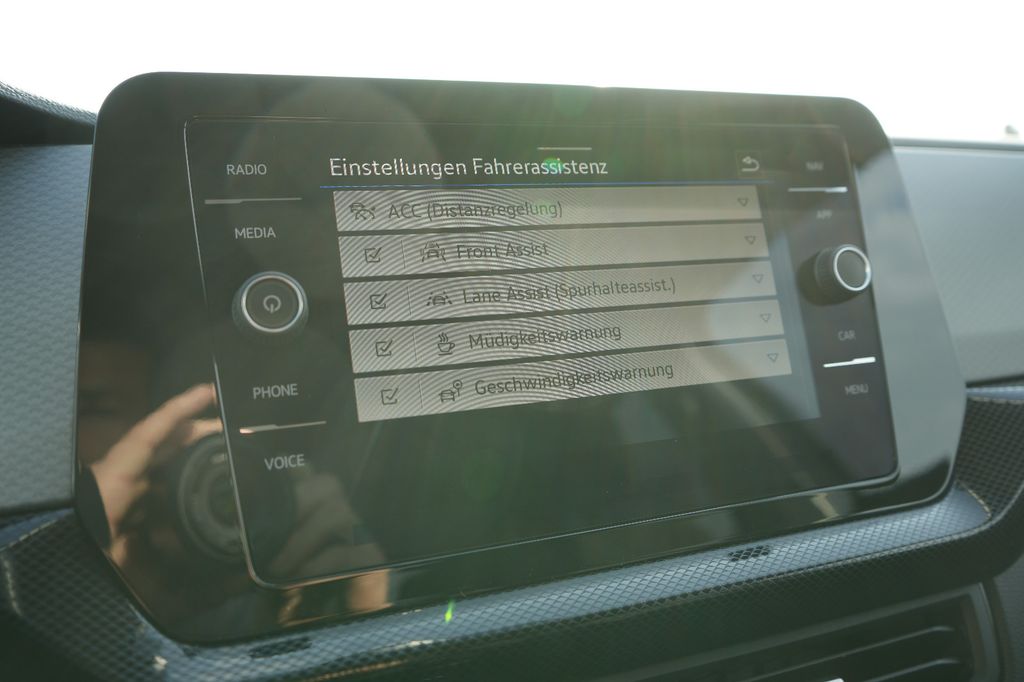 RADIO
MEDIA
PHONE
VOICE
Einstellungen Fahrerassistenz
ACC (Distanzregelung)
Front Assist
Lane Assist (Spurhalteassist.)
Müdigkeitswarnung
Geschwindigkeitswarnung
NAV
APP
CAR
MENU